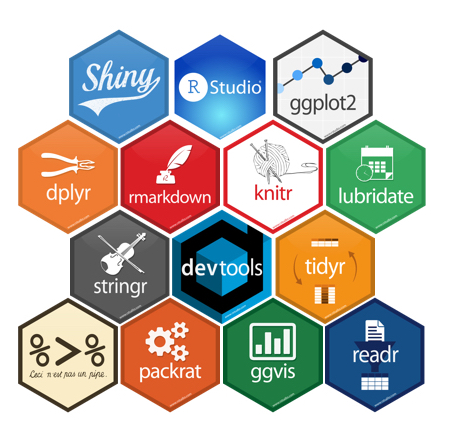 Shiny
R Studio
ggplot2
dplyr
rmarkdown
knitr
lubridate
stringr
devtools
tidyr
%>%
Ceci n'est pas un pipe.
packrat
ggvis
readr